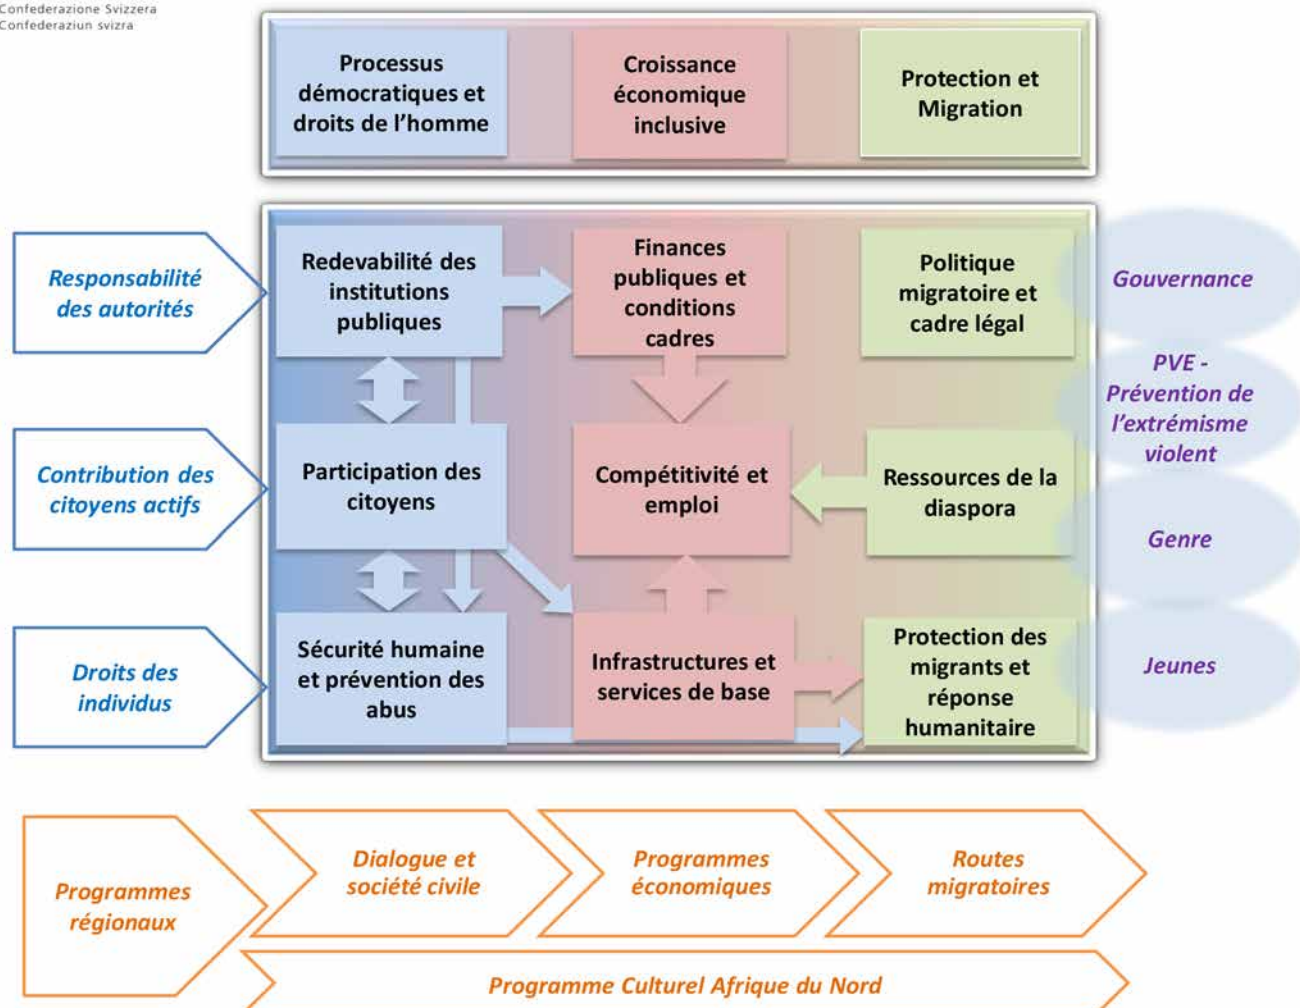 Confederazione Svizzera
Confederaziun svizra
Processus
démocratiques et
droits de l'homme
Croissance
économique
inclusive
Protection et
Migration
Responsabilité
des autorités
Redevabilité des
institutions
publiques
Finances
publiques et
conditions
cadres
Politique
migratoire et
cadre légal
Gouvernance
PVE -
Prévention de
l'extrémisme
violent
Contribution des
citoyens actifs
Participation des
citoyens
Compétitivité et
emploi
Ressources de la
diaspora
Genre
Droits des
individus
Sécurité humaine
et prévention des
abus
Infrastructures et
services de base
Protection des
migrants et
réponse
humanitaire
Jeunes
Programmes
régionaux
Dialogue et
société civile
Programmes
économiques
Routes
migratoires
Programme Culturel Afrique du Nord